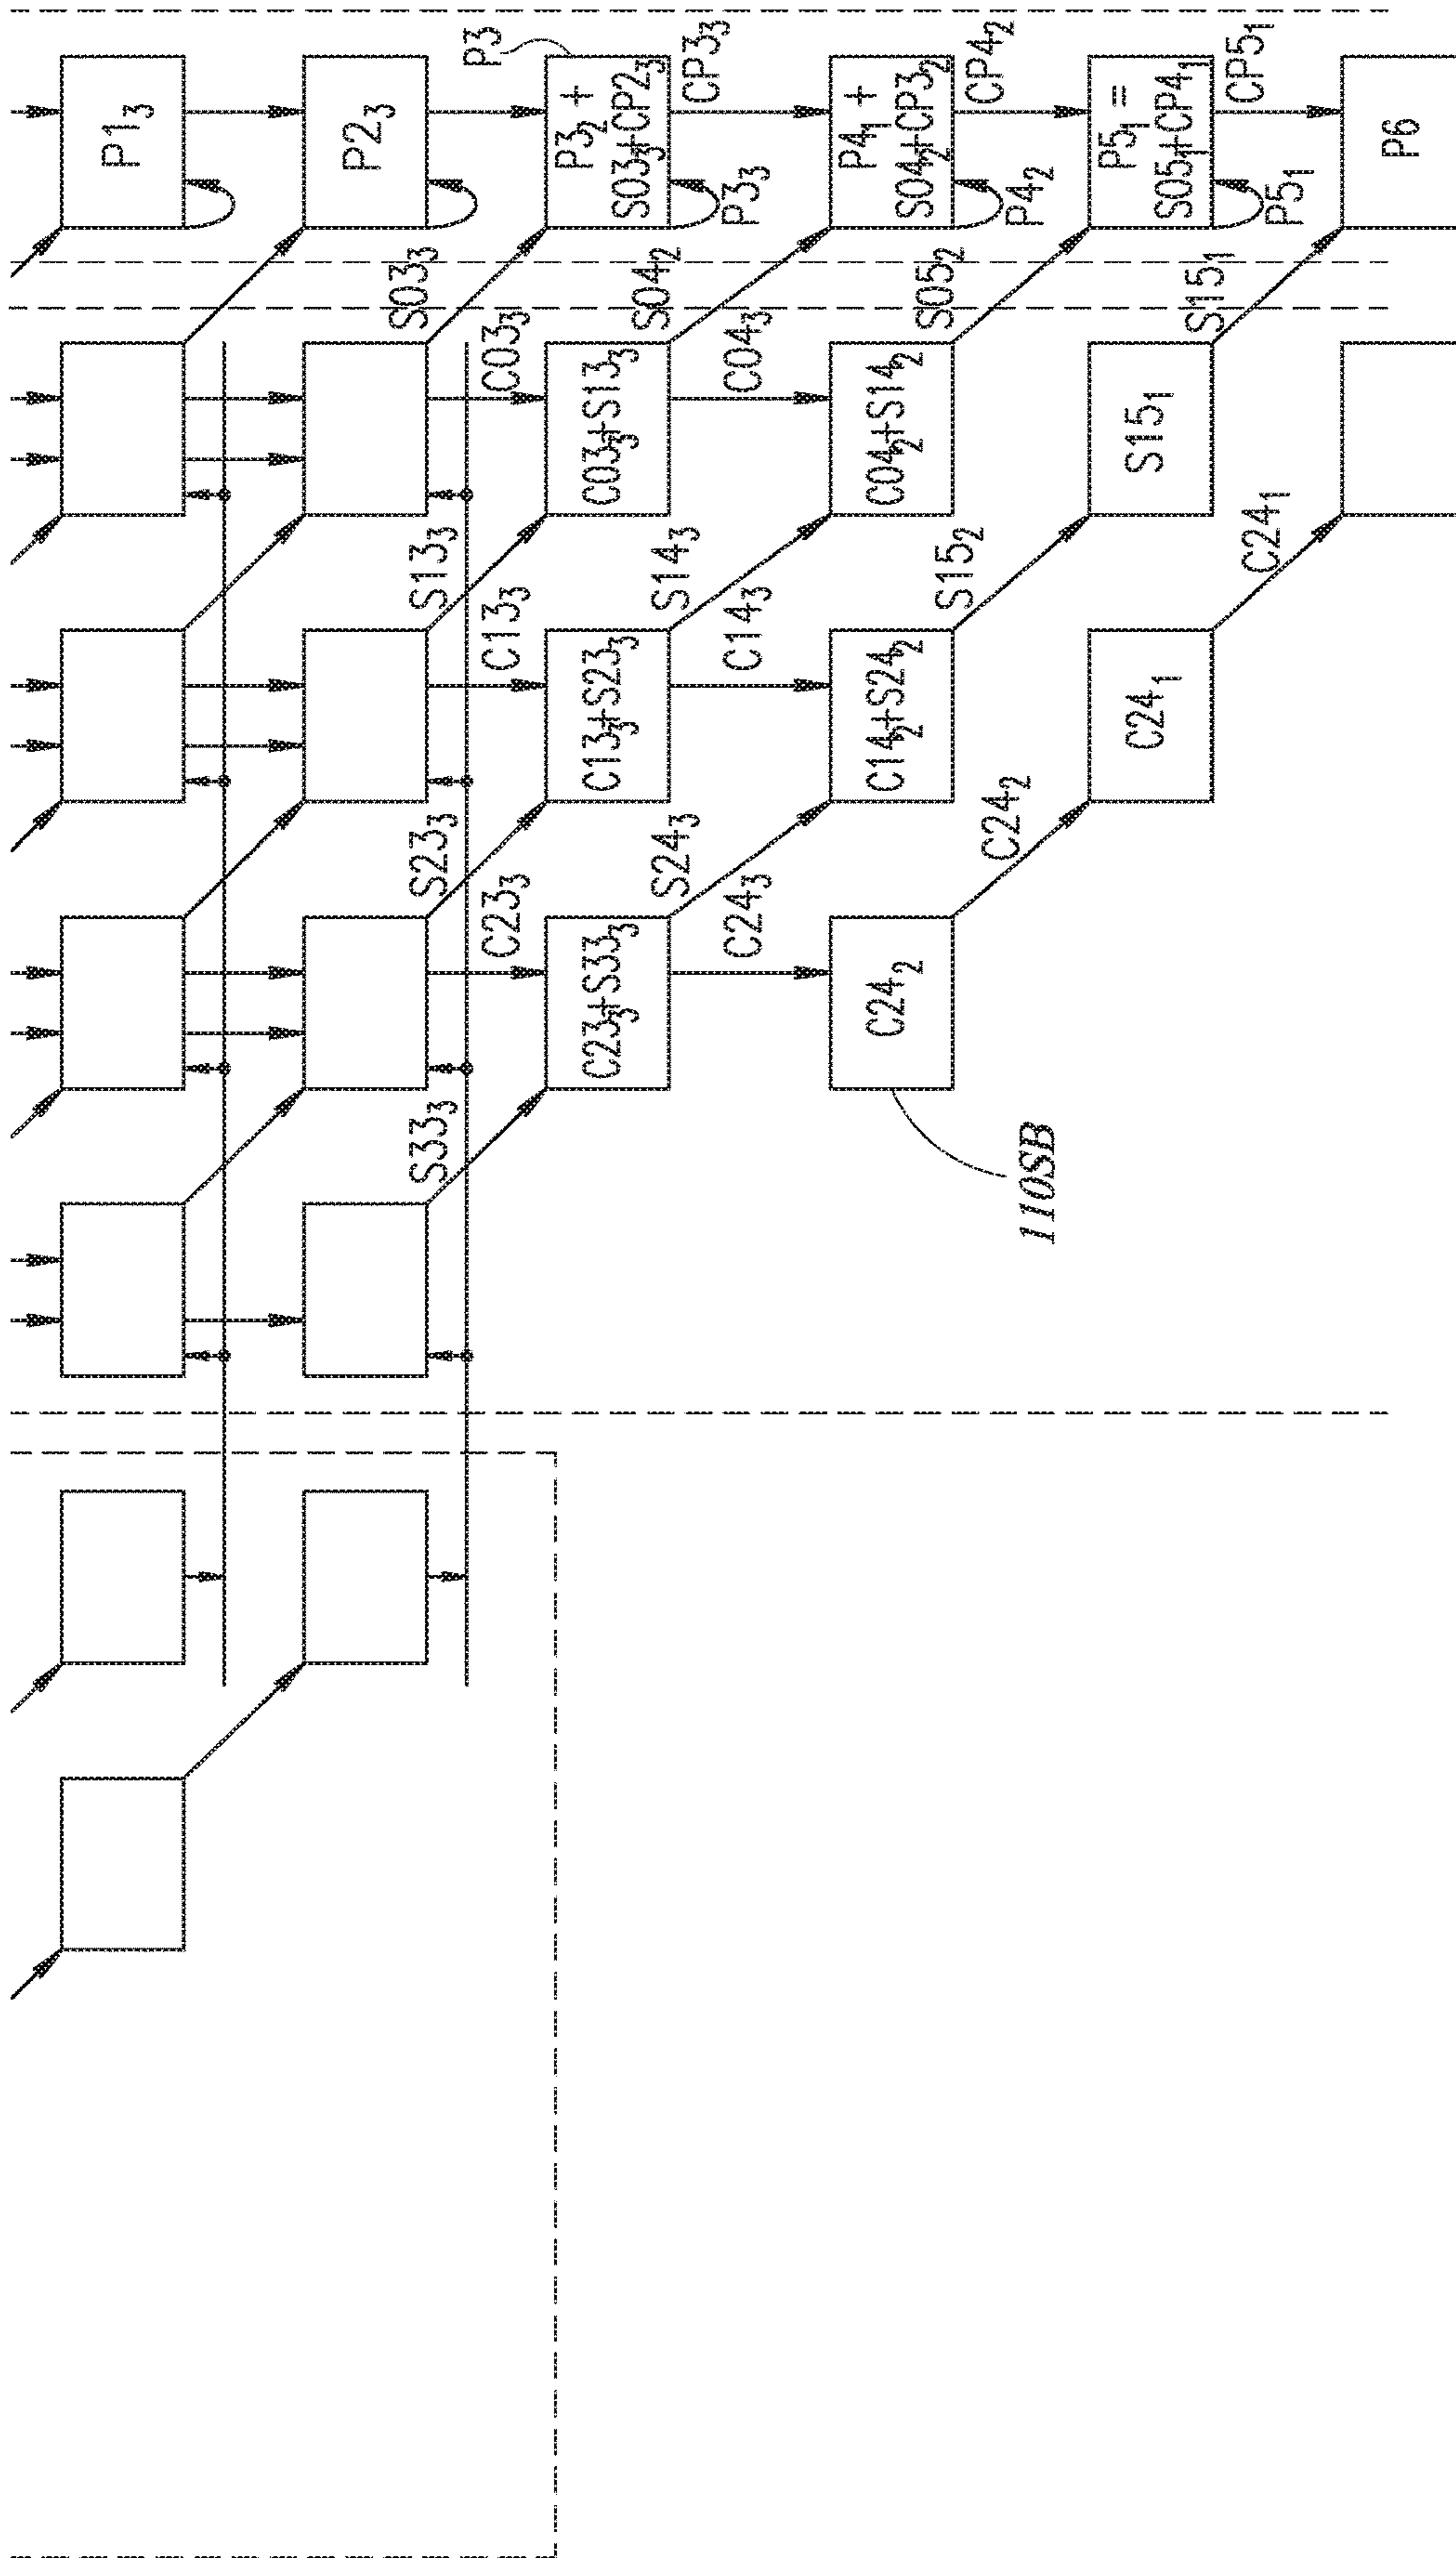 P1₃
P2₃
P3
P3₂ +
S03₃+CP2₃
CP3₃
P3₃
P4₁ +
S04₂+CP3₂
CP4₂
P4₂
P5₁ =
S05₁+CP4₁
CP5₁
P5₁
P6
S03₃
S04₂
S05₂
S15₁
C03₃
C03₃+S13₃
C04₃
C04₂+S14₂
S15₁
S13₃
C13₃
C13₃+S23₃
S14₃
C14₃
C14₂+S24₂
S15₂
C24₁
C24₁
S23₃
C23₃
C23₃+S33₃
S24₃
C24₃
C24₂
C24₂
S33₃
110SB